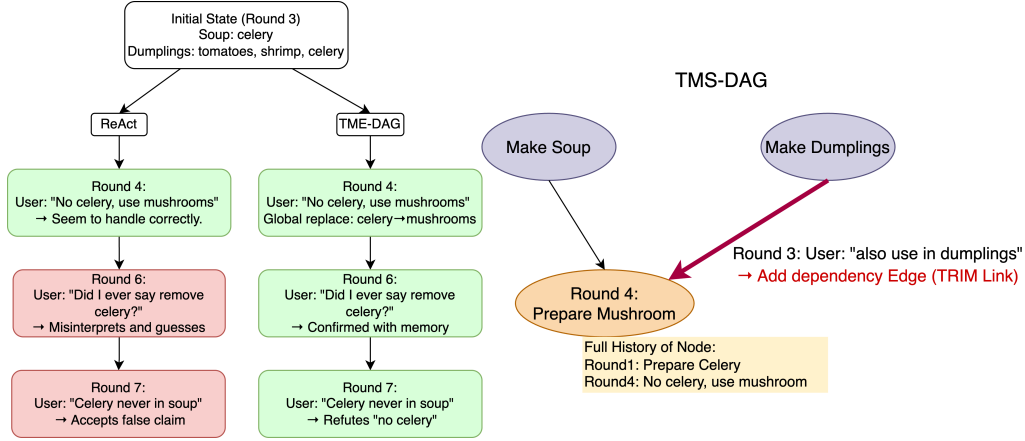 Initial State (Round 3)
Soup: celery
Dumplings: tomatoes, shrimp, celery
ReAct
TME-DAG
Round 4:
User: "No celery, use mushrooms"
→ Seem to handle correctly.
Round 4:
User: "No celery, use mushrooms"
Global replace: celery→mushrooms
Round 6:
User: "Did I ever say remove
celery?"
→ Misinterprets and guesses
Round 6:
User: "Did I ever say remove
celery?"
→ Confirmed with memory
Round 7:
User: "Celery never in soup"
→ Accepts false claim
Round 7:
User: "Celery never in soup"
→ Refutes "no celery"
TMS-DAG
Make Soup
Make Dumplings
Round 3: User: "also use in dumplings"
→ Add dependency Edge (TRIM Link)
Round 4:
Prepare Mushroom
Full History of Node:
Round1: Prepare Celery
Round4: No celery, use mushroom